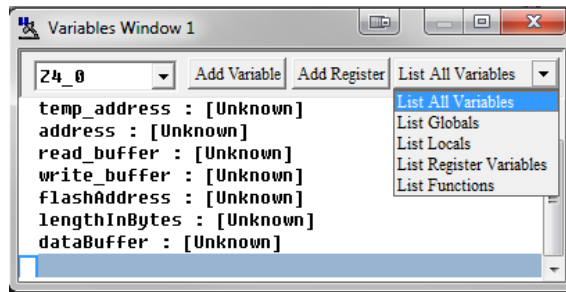 Variables Window 1
Z4_0
Add Variable
Add Register
List All Variables
List All Variables
List Globals
List Locals
List Register Variables
List Functions
temp_address : [Unknown]
address : [Unknown]
read_buffer : [Unknown]
write_buffer : [Unknown]
flashAddress : [Unknown]
lengthInBytes : [Unknown]
dataBuffer : [Unknown]